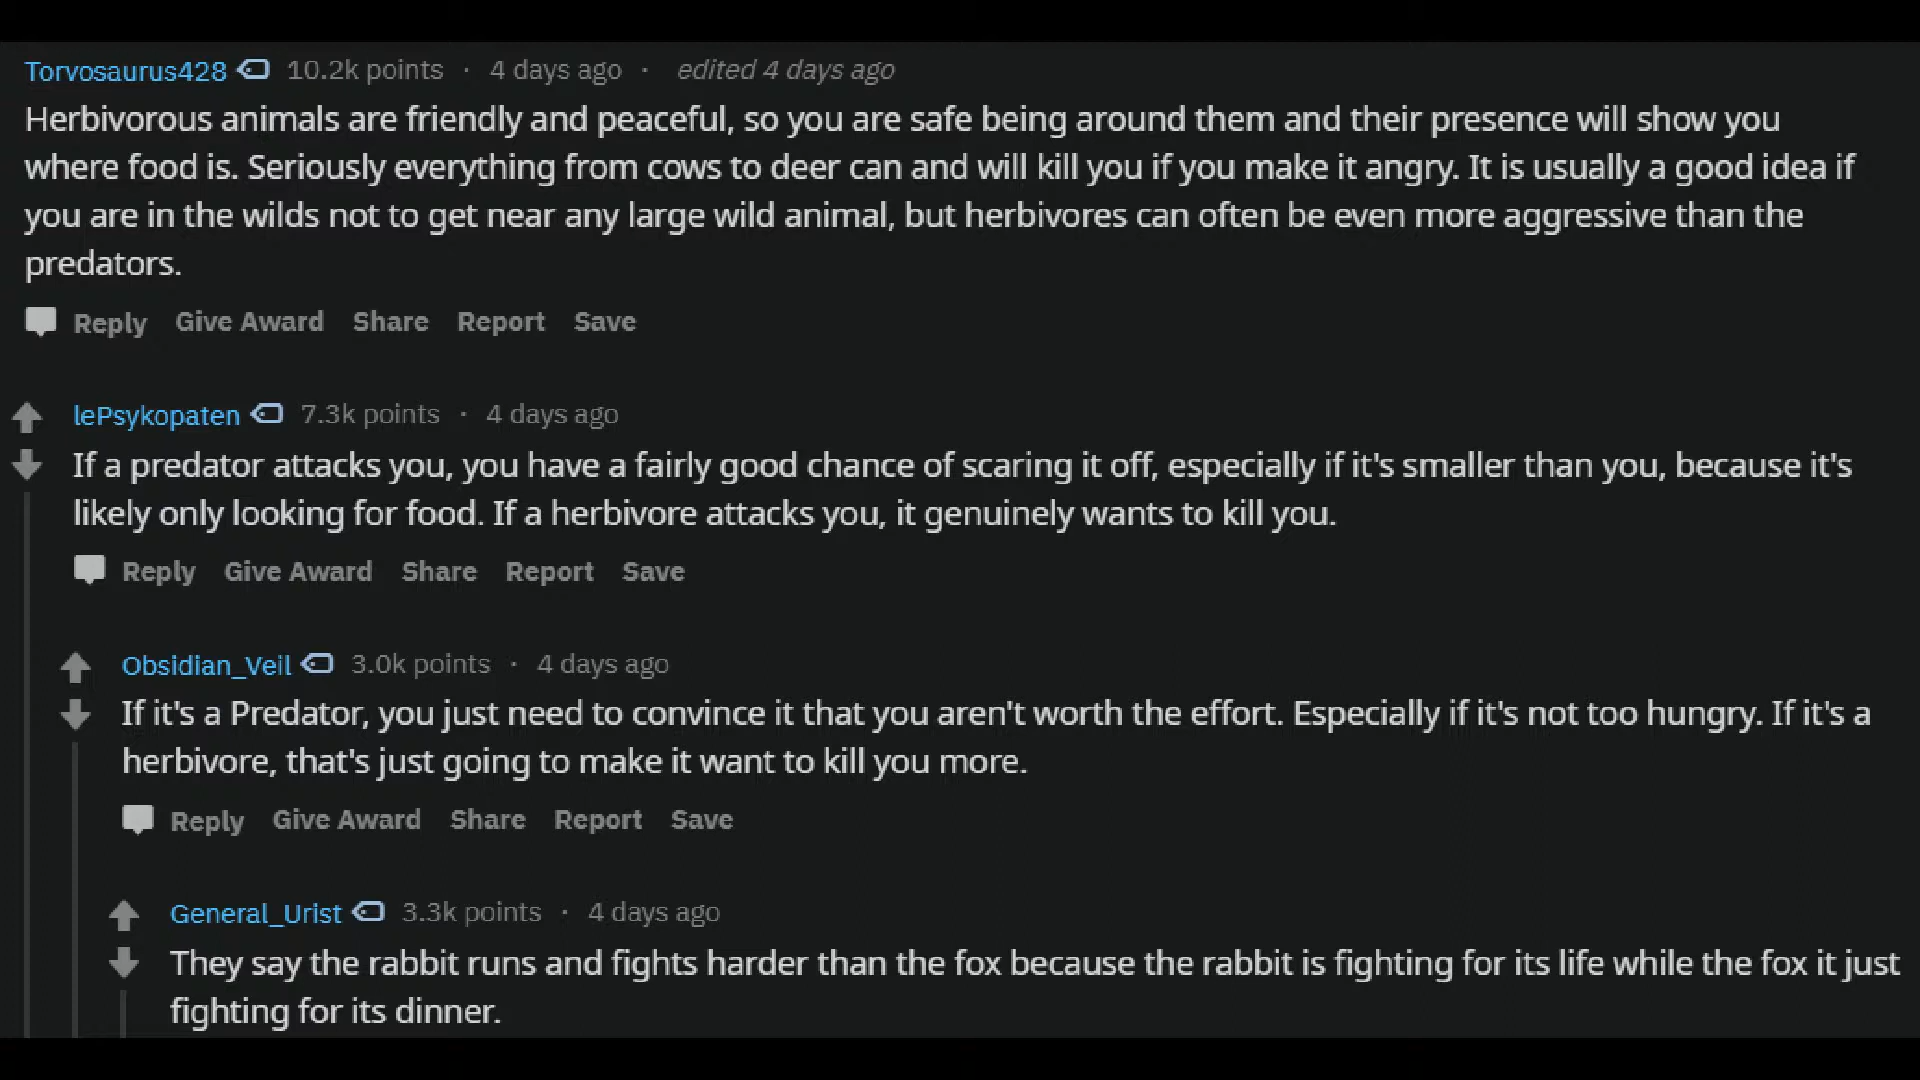 Torvosaurus428 10.2k points · 4 days ago · edited 4 days ago
Herbivorous animals are friendly and peaceful, so you are safe being around them and their presence will show you
where food is. Seriously everything from cows to deer can and will kill you if you make it angry. It is usually a good idea if
you are in the wilds not to get near any large wild animal, but herbivores can often be even more aggressive than the
predators.
Reply Give Award Share Report Save
lePsykopaten 7.3k points · 4 days ago
If a predator attacks you, you have a fairly good chance of scaring it off, especially if it's smaller than you, because it's
likely only looking for food. If a herbivore attacks you, it genuinely wants to kill you.
Reply Give Award Share Report Save
Obsidian_Veil 3.0k points · 4 days ago
If it's a Predator, you just need to convince it that you aren't worth the effort. Especially if it's not too hungry. If it's a
herbivore, that's just going to make it want to kill you more.
Reply Give Award Share Report Save
General_Urist 3.3k points · 4 days ago
They say the rabbit runs and fights harder than the fox because the rabbit is fighting for its life while the fox it just
fighting for its dinner.